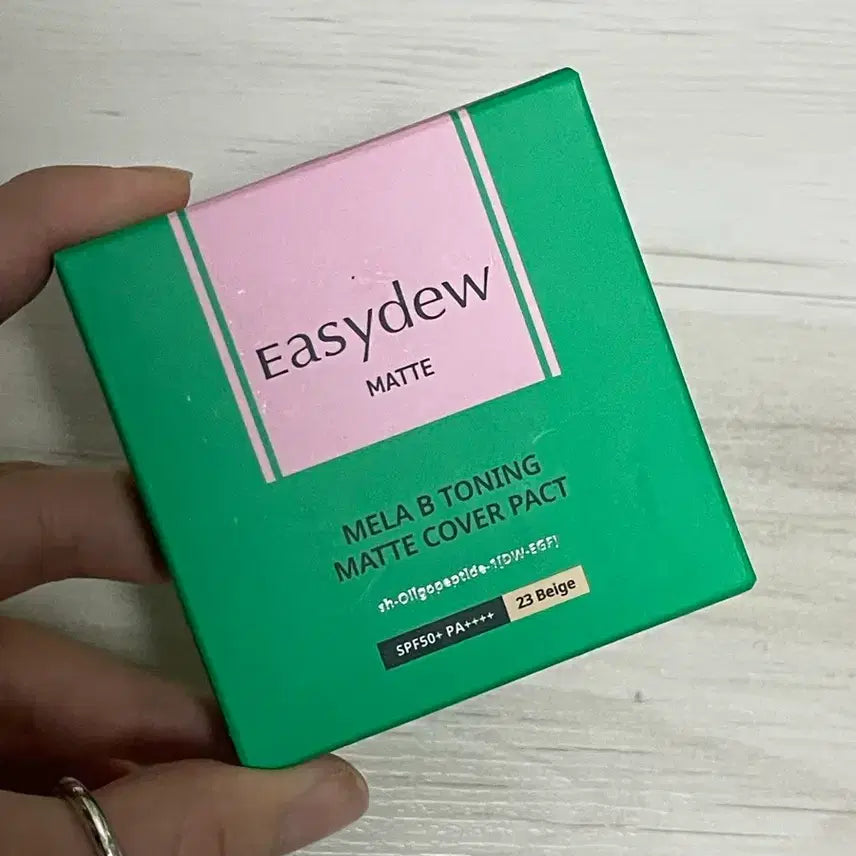 Easydew
MATTE
MELA B TONING
MATTE COVER PACT
sh-Oligopeptide-1(DW-EGF)
SPF50+ PA++++ 23 Beige